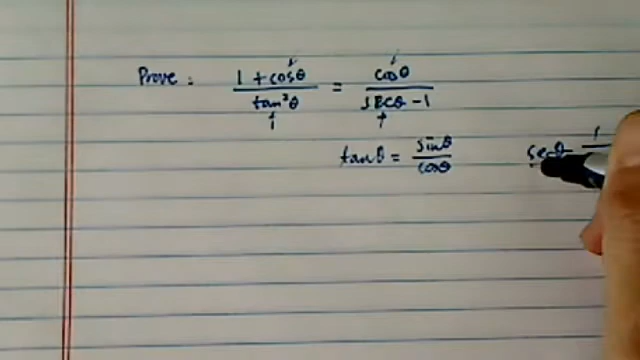 Prove : (1 + cosθ) / (tan²θ) = (cosθ) / (secθ - 1)
tanθ = sinθ / cosθ secθ 1